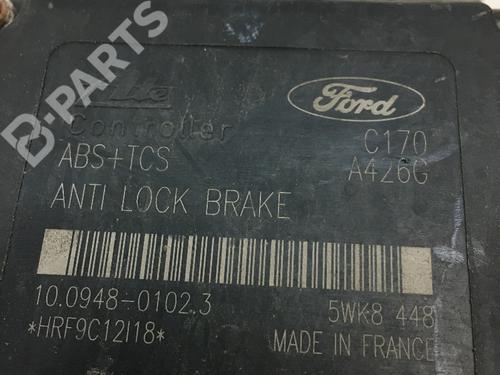 B-PARTS
Ate
Ford
Controller
C170
ABS+TCS
A426G
ANTI LOCK BRAKE
10.0948-0102.3
5WK8 448
*HRF9C12I18*
MADE IN FRANCE